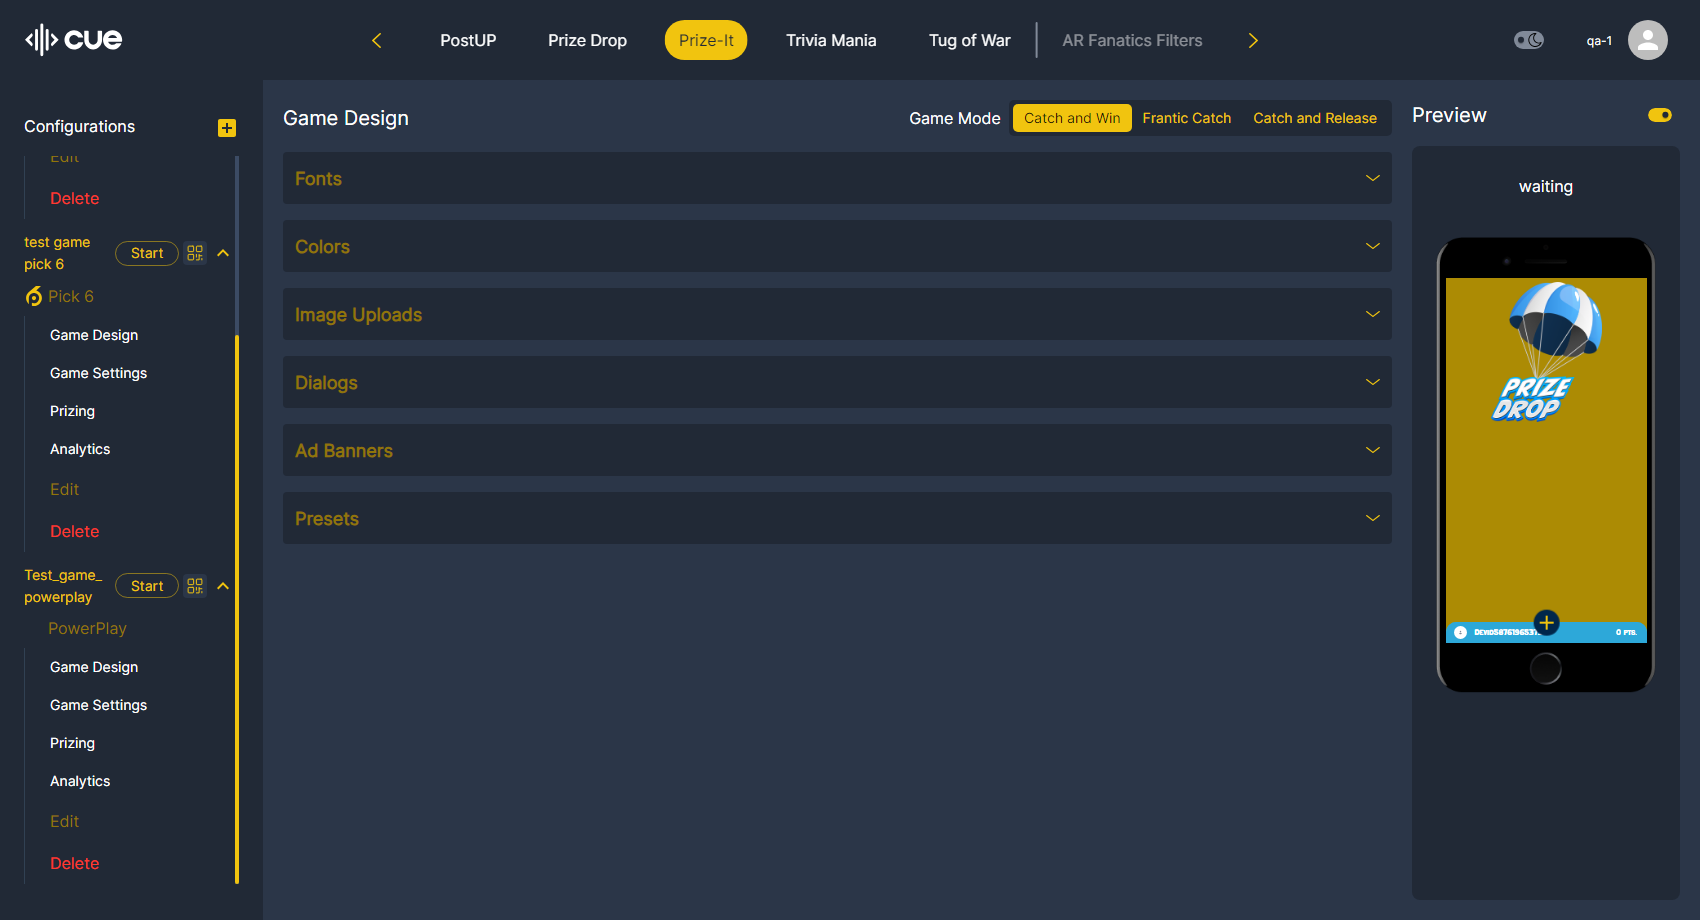 cue
PostUP
Prize Drop
Prize-It
Trivia Mania
Tug of War
AR Fanatics Filters
qa-1
Configurations
Edit
Delete
test game
pick 6
Start
Pick 6
Game Design
Game Settings
Prizing
Analytics
Edit
Delete
Test_game_
powerplay
Start
PowerPlay
Game Design
Game Settings
Prizing
Analytics
Edit
Delete
Game Design
Game Mode
Catch and Win
Frantic Catch
Catch and Release
Fonts
Colors
Image Uploads
Dialogs
Ad Banners
Presets
Preview
waiting
PRIZE
DROP
0 PTS.